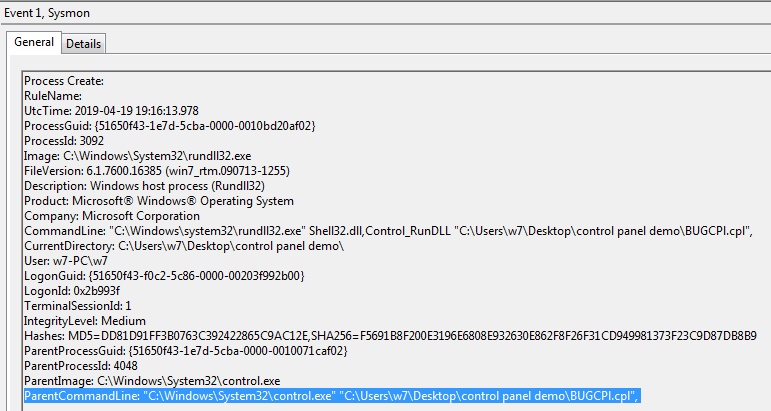 Event 1, Sysmon
General
Details
Process Create:
RuleName:
UtcTime: 2019-04-19 19:16:13.978
ProcessGuid: {51650f43-1e7d-5cba-0000-0010bd20af02}
ProcessId: 3092
Image: C:\Windows\System32\rundll32.exe
FileVersion: 6.1.7600.16385 (win7_rtm.090713-1255)
Description: Windows host process (Rundll32)
Product: Microsoft® Windows® Operating System
Company: Microsoft Corporation
CommandLine: "C:\Windows\system32\rundll32.exe" Shell32.dll,Control_RunDLL "C:\Users\w7\Desktop\control panel demo\BUGCPI.cpl",
CurrentDirectory: C:\Users\w7\Desktop\control panel demo\
User: w7-PC\w7
LogonGuid: {51650f43-f0c2-5c86-0000-00203f992b00}
LogonId: 0x2b993f
TerminalSessionId: 1
IntegrityLevel: Medium
Hashes: MD5=DD81D91FF3B0763C392422865C9AC12E,SHA256=F5691B8F200E3196E6808E932630E862F8F26F31CD949981373F23C9D87DB8B9
ParentProcessGuid: {51650f43-1e7d-5cba-0000-0010071caf02}
ParentProcessId: 4048
ParentImage: C:\Windows\System32\control.exe
ParentCommandLine: "C:\Windows\System32\control.exe" "C:\Users\w7\Desktop\control panel demo\BUGCPI.cpl",